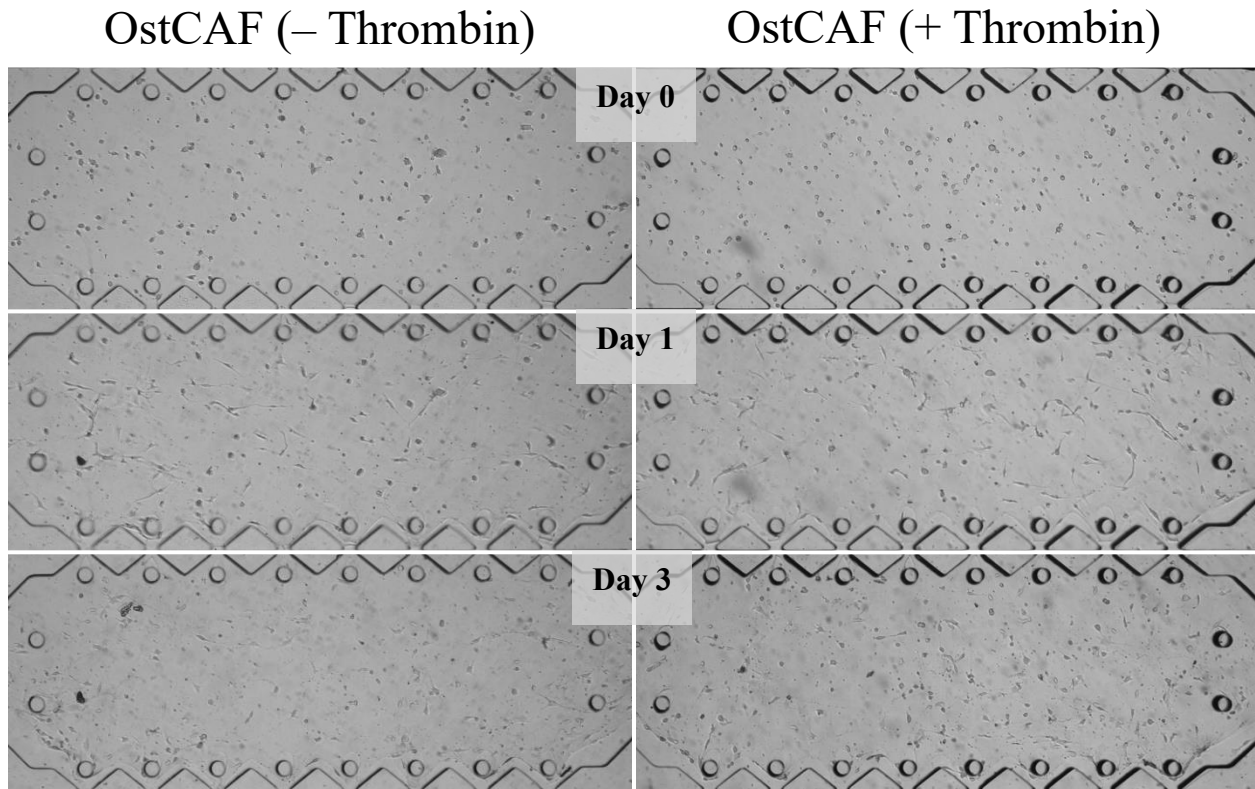 OstCAF (– Thrombin)
OstCAF (+ Thrombin)
Day 0
Day 1
Day 3